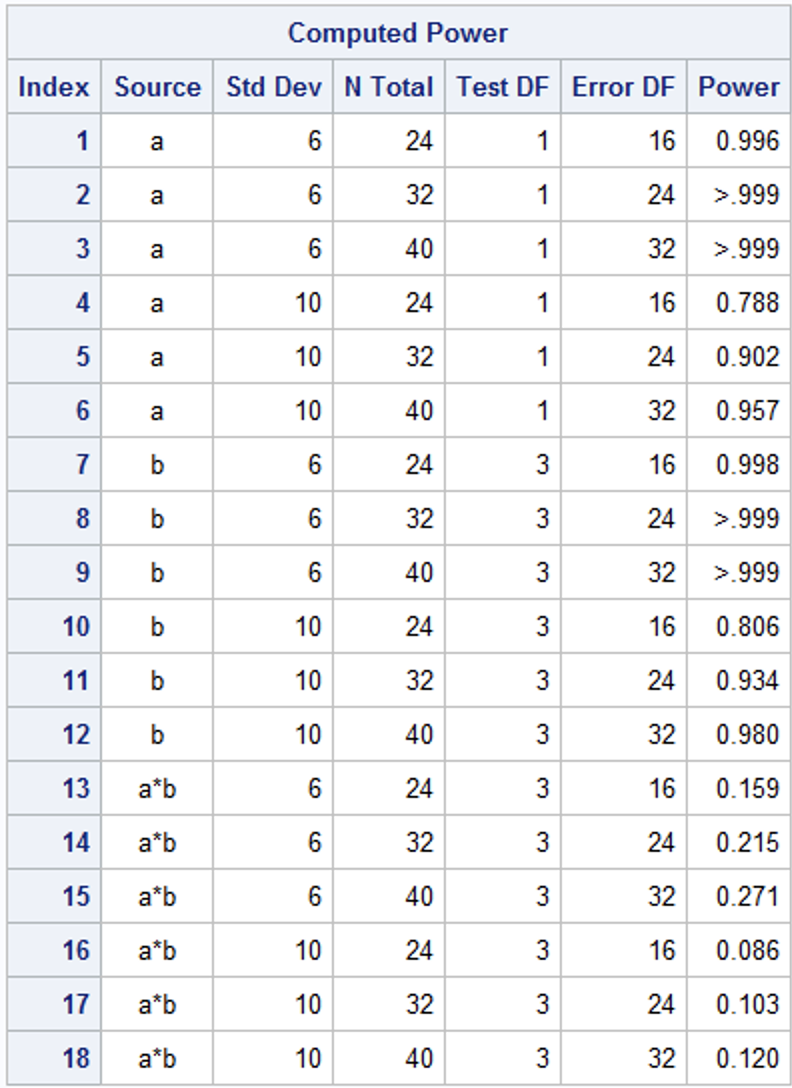 Computed Power
Index Source Std Dev N Total Test DF Error DF Power
1 a 6 24 1 16 0.996
2 a 6 32 1 24 >.999
3 a 6 40 1 32 >.999
4 a 10 24 1 16 0.788
5 a 10 32 1 24 0.902
6 a 10 40 1 32 0.957
7 b 6 24 3 16 0.998
8 b 6 32 3 24 >.999
9 b 6 40 3 32 >.999
10 b 10 24 3 16 0.806
11 b 10 32 3 24 0.934
12 b 10 40 3 32 0.980
13 a*b 6 24 3 16 0.159
14 a*b 6 32 3 24 0.215
15 a*b 6 40 3 32 0.271
16 a*b 10 24 3 16 0.086
17 a*b 10 32 3 24 0.103
18 a*b 10 40 3 32 0.120